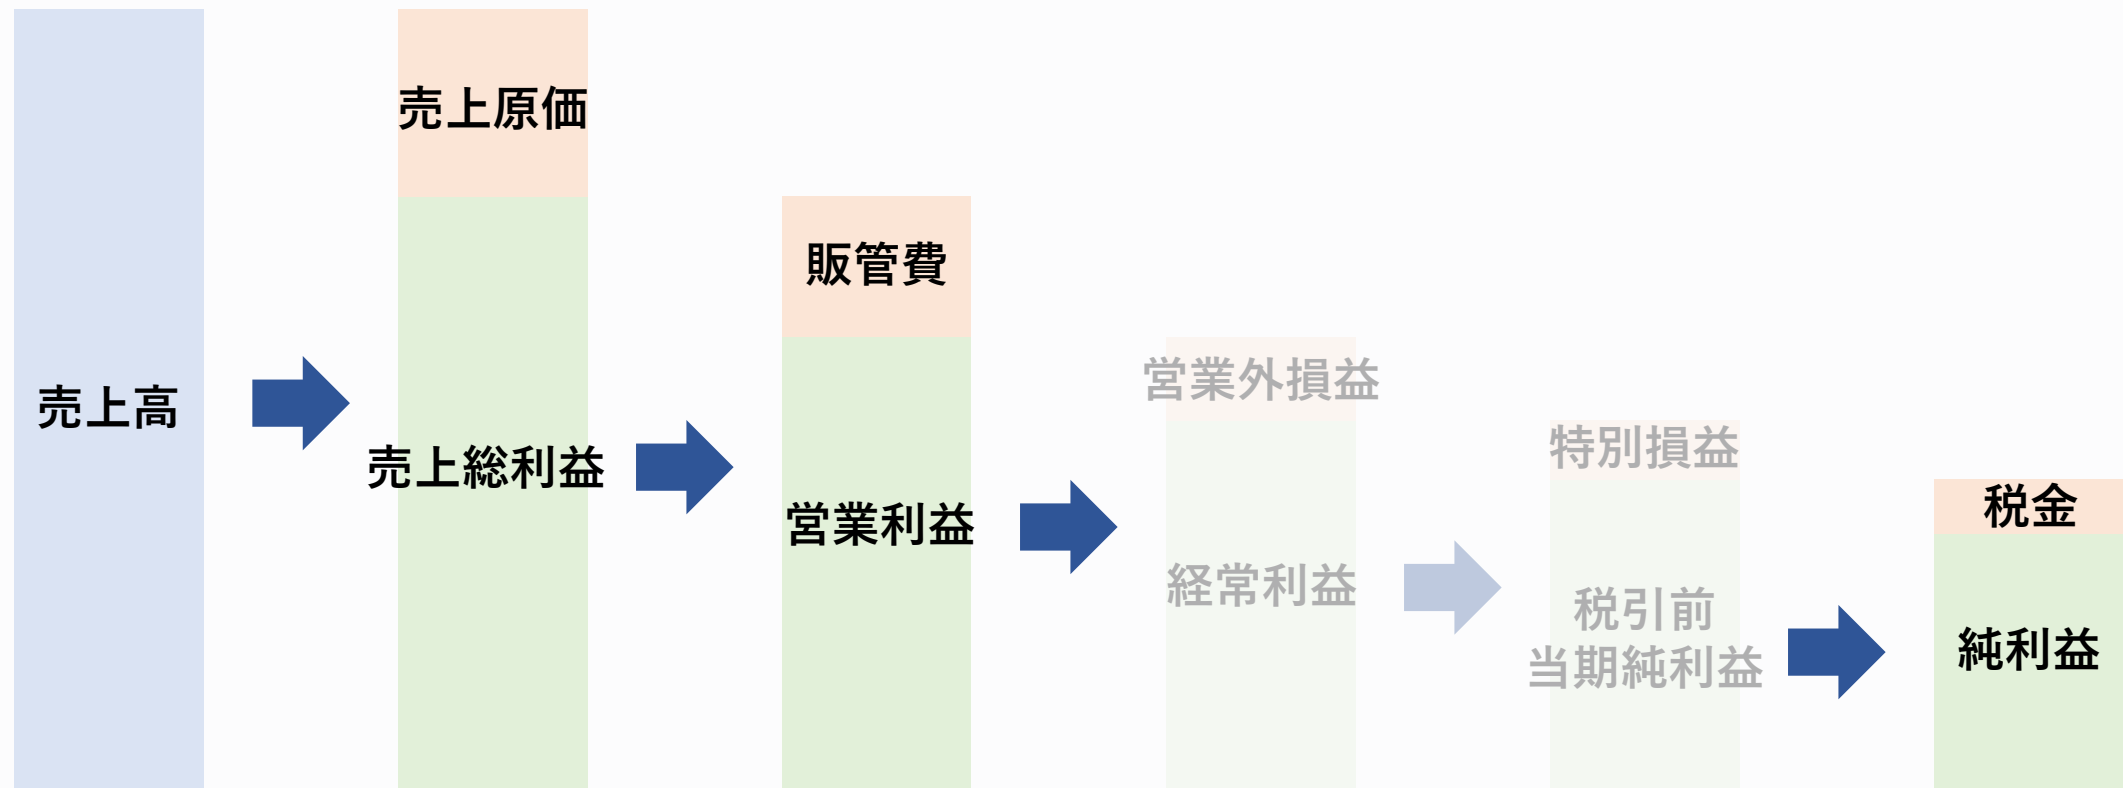 売上高
売上原価
売上総利益
販管費
営業利益
営業外損益
経常利益
特別損益
税引前
当期純利益
税金
純利益